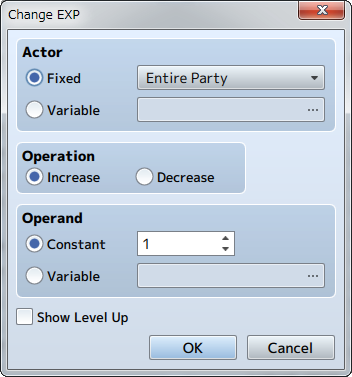 Change EXP
Actor
Fixed
Entire Party
Variable
...
Operation
Increase
Decrease
Operand
Constant
1
Variable
...
Show Level Up
OK
Cancel